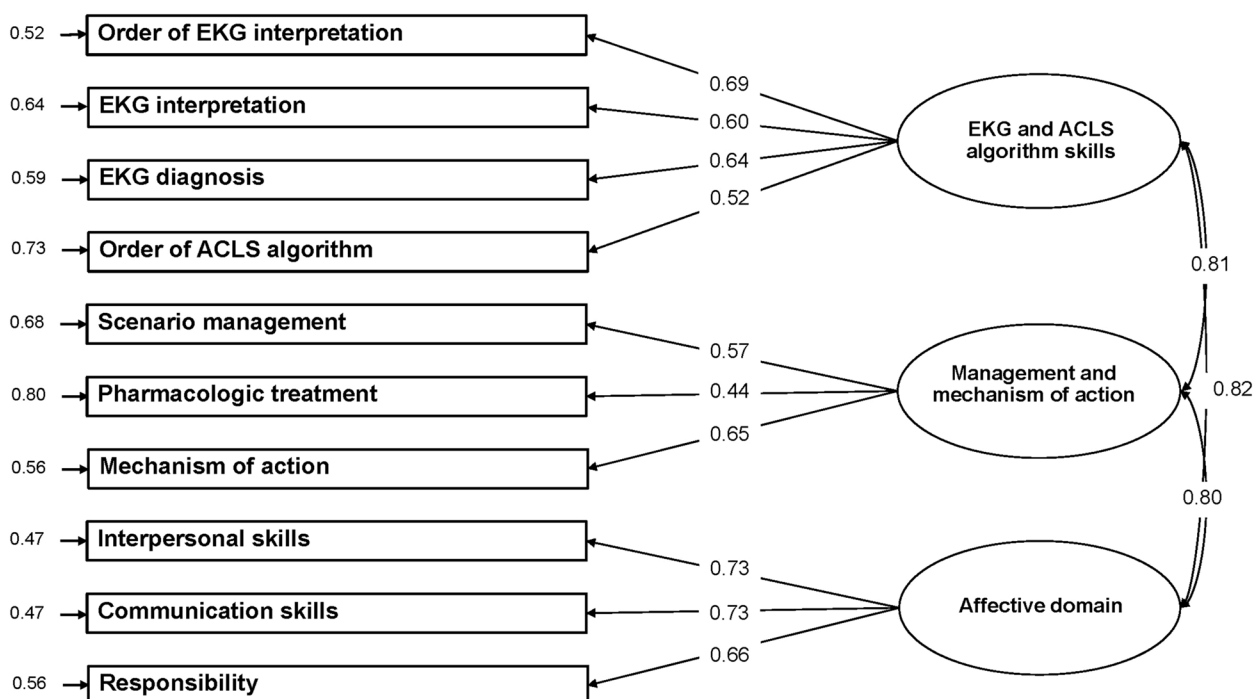 0.52 Order of EKG interpretation
0.69
0.64 EKG interpretation
0.60
EKG and ACLS
algorithm skills
0.64
0.59 EKG diagnosis
0.52
0.73 Order of ACLS algorithm
0.81
0.68 Scenario management
0.57
0.80 Pharmacologic treatment
0.44
Management and
mechanism of action
0.82
0.65
0.56 Mechanism of action
0.80
0.47 Interpersonal skills
0.73
0.47 Communication skills
0.73
Affective domain
0.66
0.56 Responsibility